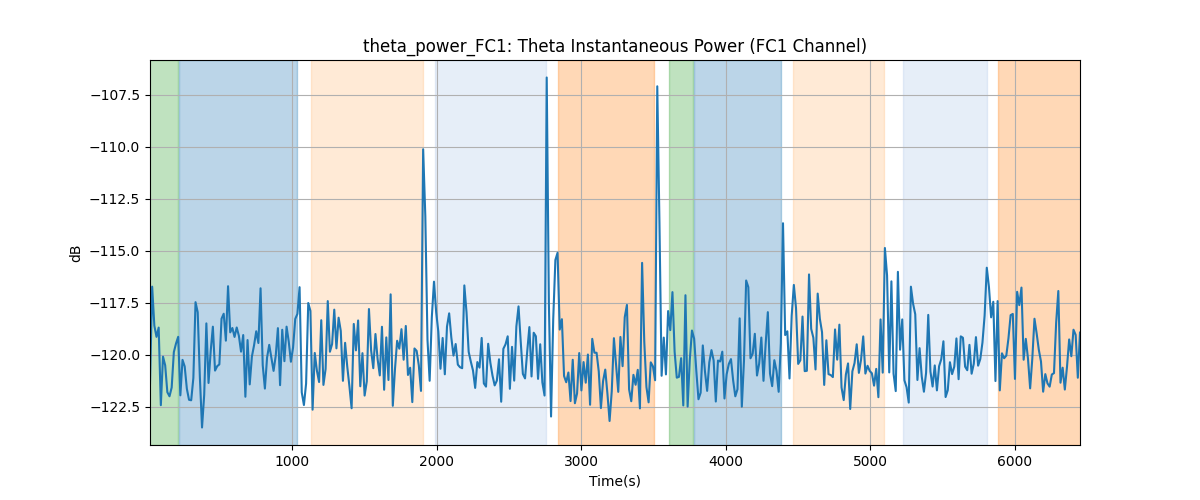 theta_power_FC1: Theta Instantaneous Power (FC1 Channel)
−107.5
−110.0
−112.5
−115.0
−117.5
−120.0
−122.5
dB
1000 2000 3000 4000 5000 6000
Time(s)